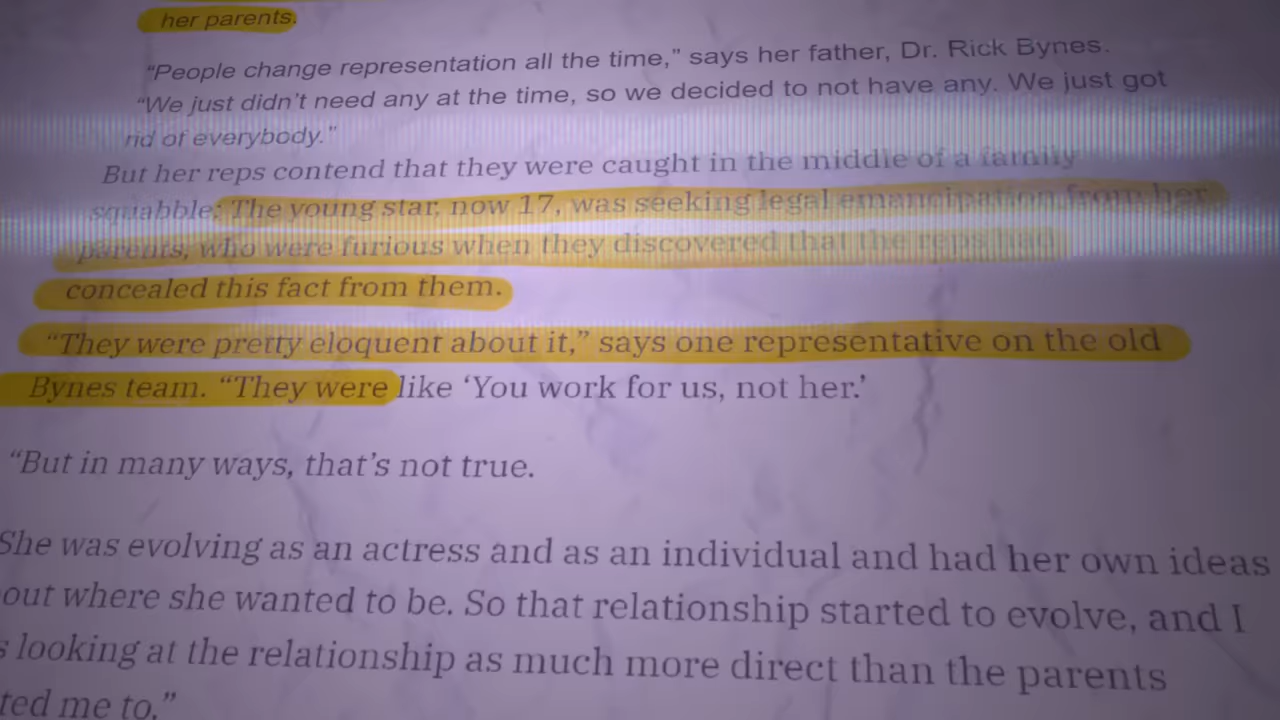 her parents.
“People change representation all the time,” says her father, Dr. Rick Bynes.
“We just didn’t need any at the time, so we decided to not have any. We just got
rid of everybody.”
But her reps contend that they were caught in the middle of a family
squabble: The young star, now 17, was seeking legal emancipation from her
parents, who were furious when they discovered that the reps had
concealed this fact from them.
“They were pretty eloquent about it,” says one representative on the old
Bynes team. “They were like ‘You work for us, not her.’
“But in many ways, that’s not true.
She was evolving as an actress and as an individual and had her own ideas
out where she wanted to be. So that relationship started to evolve, and I
s looking at the relationship as much more direct than the parents
ted me to.”